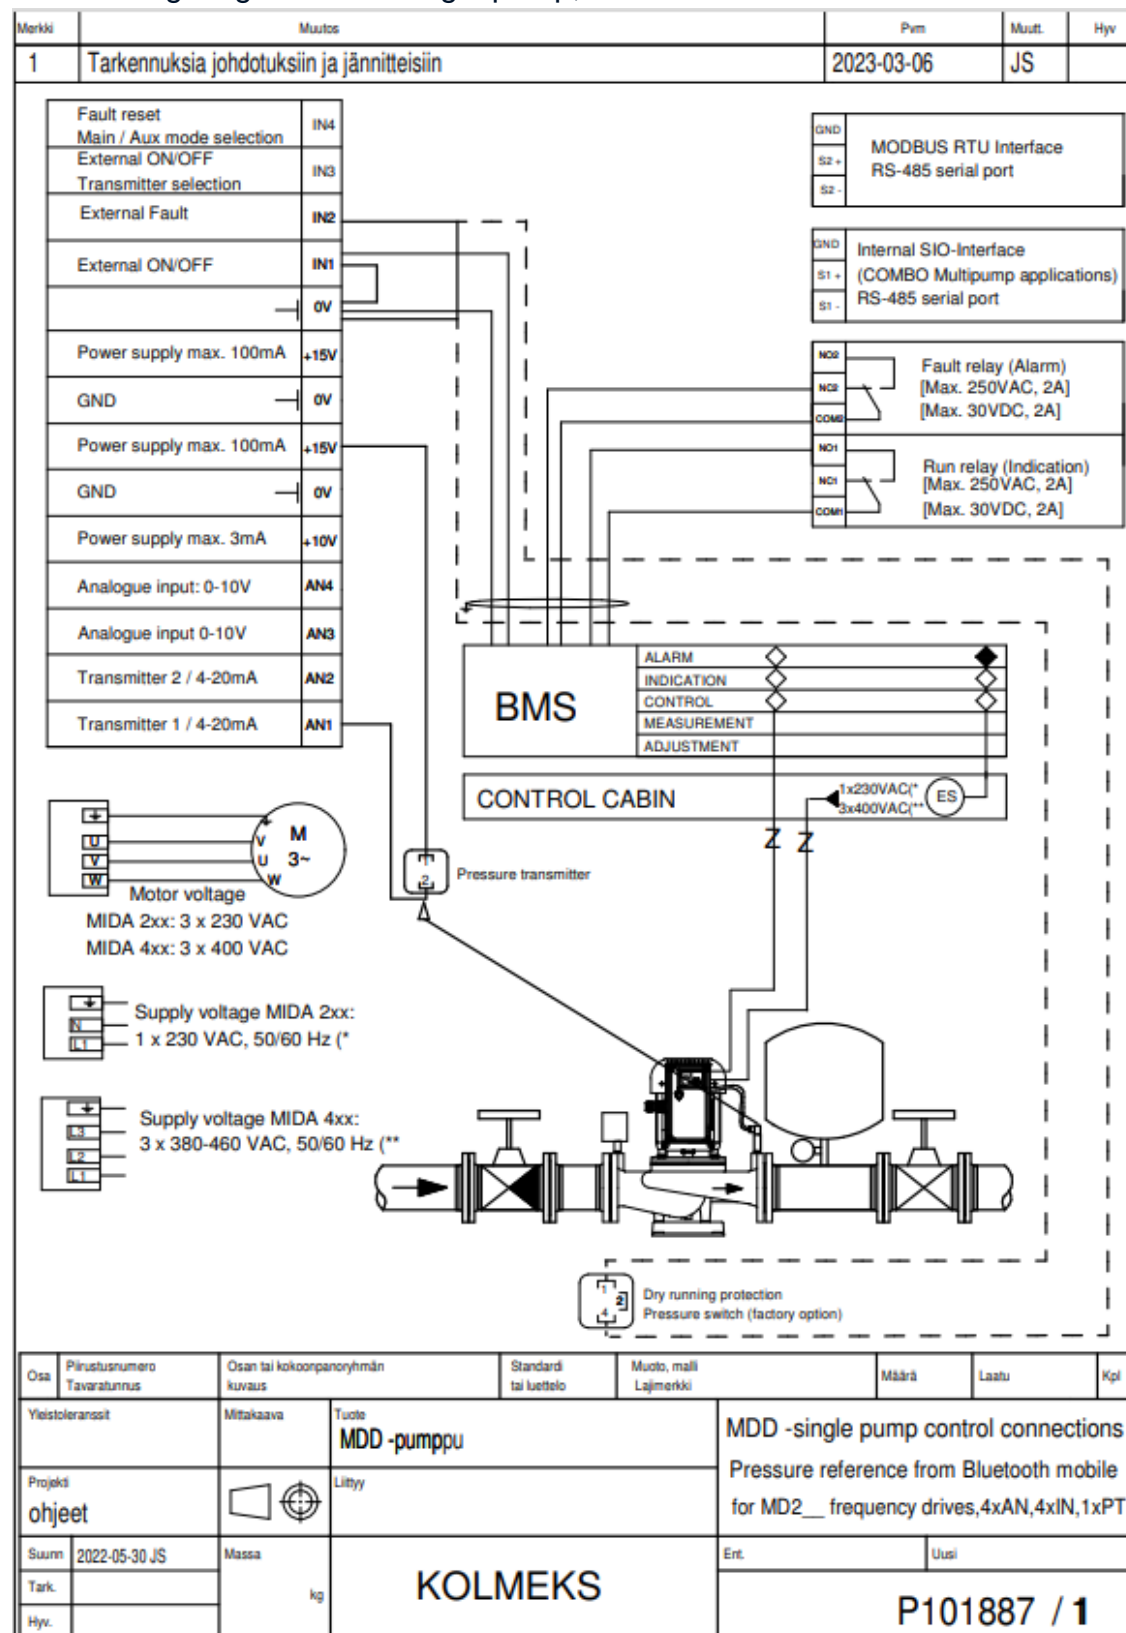 Merkki Muutos Pvm Muutt. Hyv
1 Tarkennuksia johdotuksiin ja jännitteisiin 2023-03-06 JS
Fault reset
Main / Aux mode selection IN4
External ON/OFF
Transmitter selection IN3
External Fault IN2
External ON/OFF IN1
0V
Power supply max. 100mA +15V
GND 0V
Power supply max. 100mA +15V
GND 0V
Power supply max. 3mA +10V
Analogue input: 0-10V AN4
Analogue input 0-10V AN3
Transmitter 2 / 4-20mA AN2
Transmitter 1 / 4-20mA AN1
GND
S2 +
S2 -
MODBUS RTU Interface
RS-485 serial port
GND
S1 +
S1 -
Internal SIO-Interface
(COMBO Multipump applications)
RS-485 serial port
NO2
NC2
COM2
Fault relay (Alarm)
[Max. 250VAC, 2A]
[Max. 30VDC, 2A]
NO1
NC1
COM1
Run relay (Indication)
[Max. 250VAC, 2A]
[Max. 30VDC, 2A]
BMS
ALARM
INDICATION
CONTROL
MEASUREMENT
ADJUSTMENT
CONTROL CABIN
1x230VAC(*
3x400VAC(**
ES
Z Z
U
V
W
V
U
W
M
3~
Motor voltage
MIDA 2xx: 3 x 230 VAC
MIDA 4xx: 3 x 400 VAC
2
Pressure transmitter
N
L1
Supply voltage MIDA 2xx:
1 x 230 VAC, 50/60 Hz (*
L3
L2
L1
Supply voltage MIDA 4xx:
3 x 380-460 VAC, 50/60 Hz (**
1
2
4
Dry running protection
Pressure switch (factory option)
Osa
Piirustusnumero
Tavaratunnus
Osan tai kokoonpanoryhmän
kuvaus
Standardi
tai luettelo
Muoto, malli
Lajimerkki
Määrä
Laatu
Kpl
Yleistoleranssit
Mittakaava
Tuote
MDD -pumppu
MDD -single pump control connections
Pressure reference from Bluetooth mobile
for MD2__ frequency drives,4xAN,4xIN,1xPT
Projekti
ohjeet
Liittyy
Suunn 2022-05-30 JS
Tark.
Hyv.
Massa
kg
KOLMEKS
Ent.
Uusi
P101887 / 1